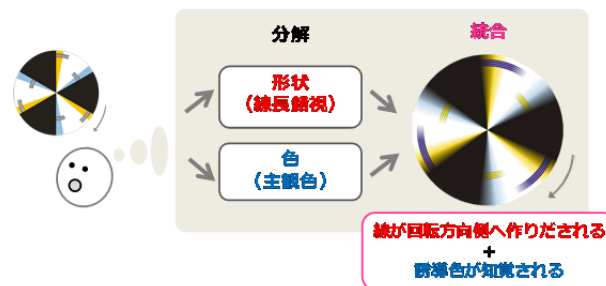 分解
統合
形状
（線長錯視）
色
（主観色）
線が回転方向側へ作りだされる
+
誘導色が知覚される